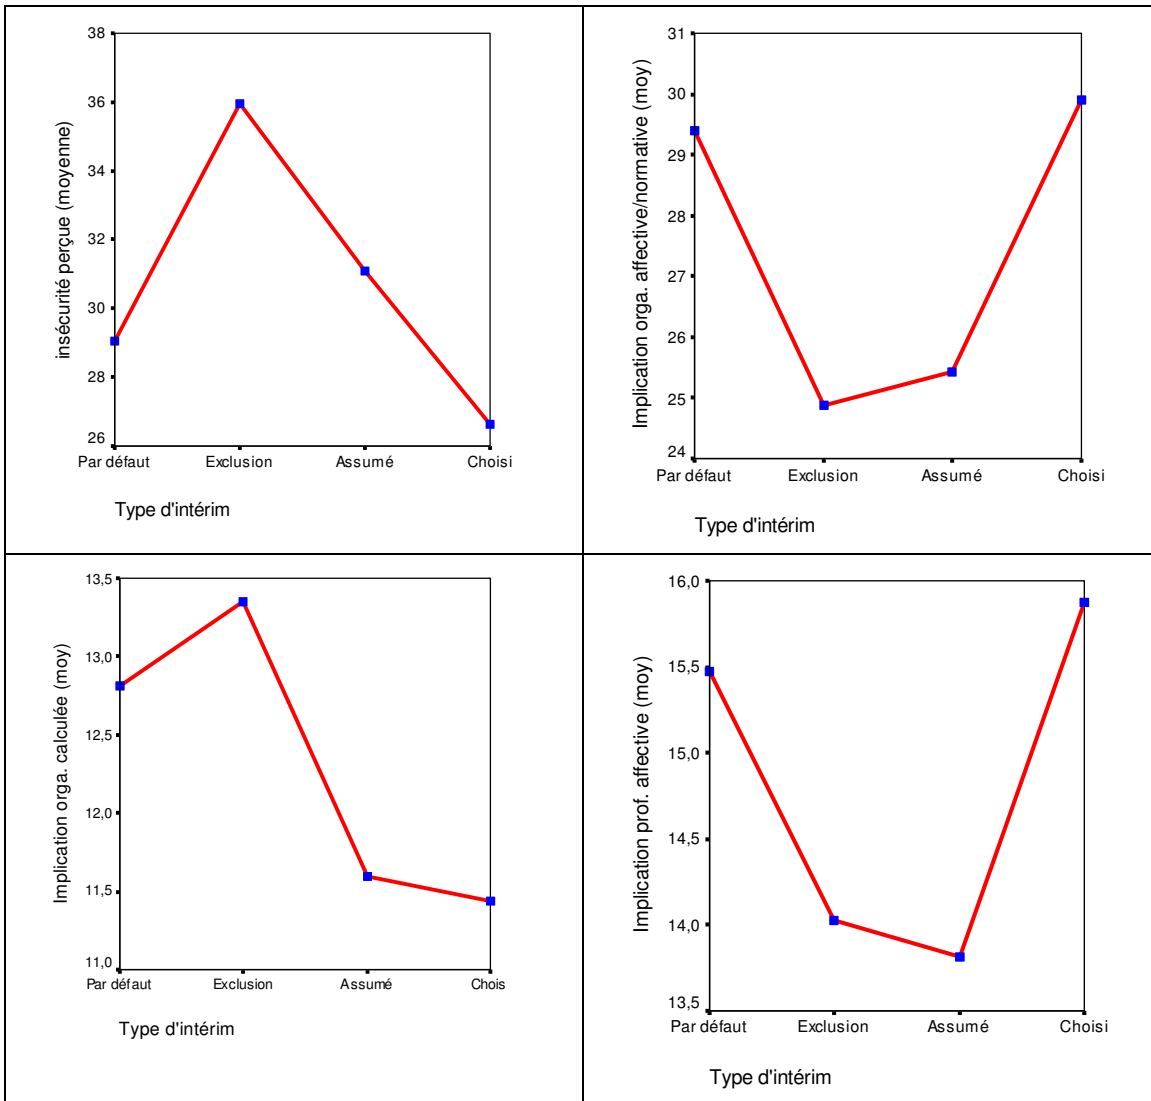 insécurité perçue (moyenne)
38
36
34
32
30
28
26
Par défaut
Exclusion
Assumé
Choisi
Type d'intérim
Implication orga. affective/normative (moy)
31
30
29
28
27
26
25
24
Par défaut
Exclusion
Assumé
Choisi
Type d'intérim
Implication orga. calculée (moy)
13,5
13,0
12,5
12,0
11,5
11,0
Par défaut
Exclusion
Assumé
Chois
Type d'intérim
Implication prof. affective (moy)
16,0
15,5
15,0
14,5
14,0
13,5
Par défaut
Exclusion
Assumé
Choisi
Type d'intérim